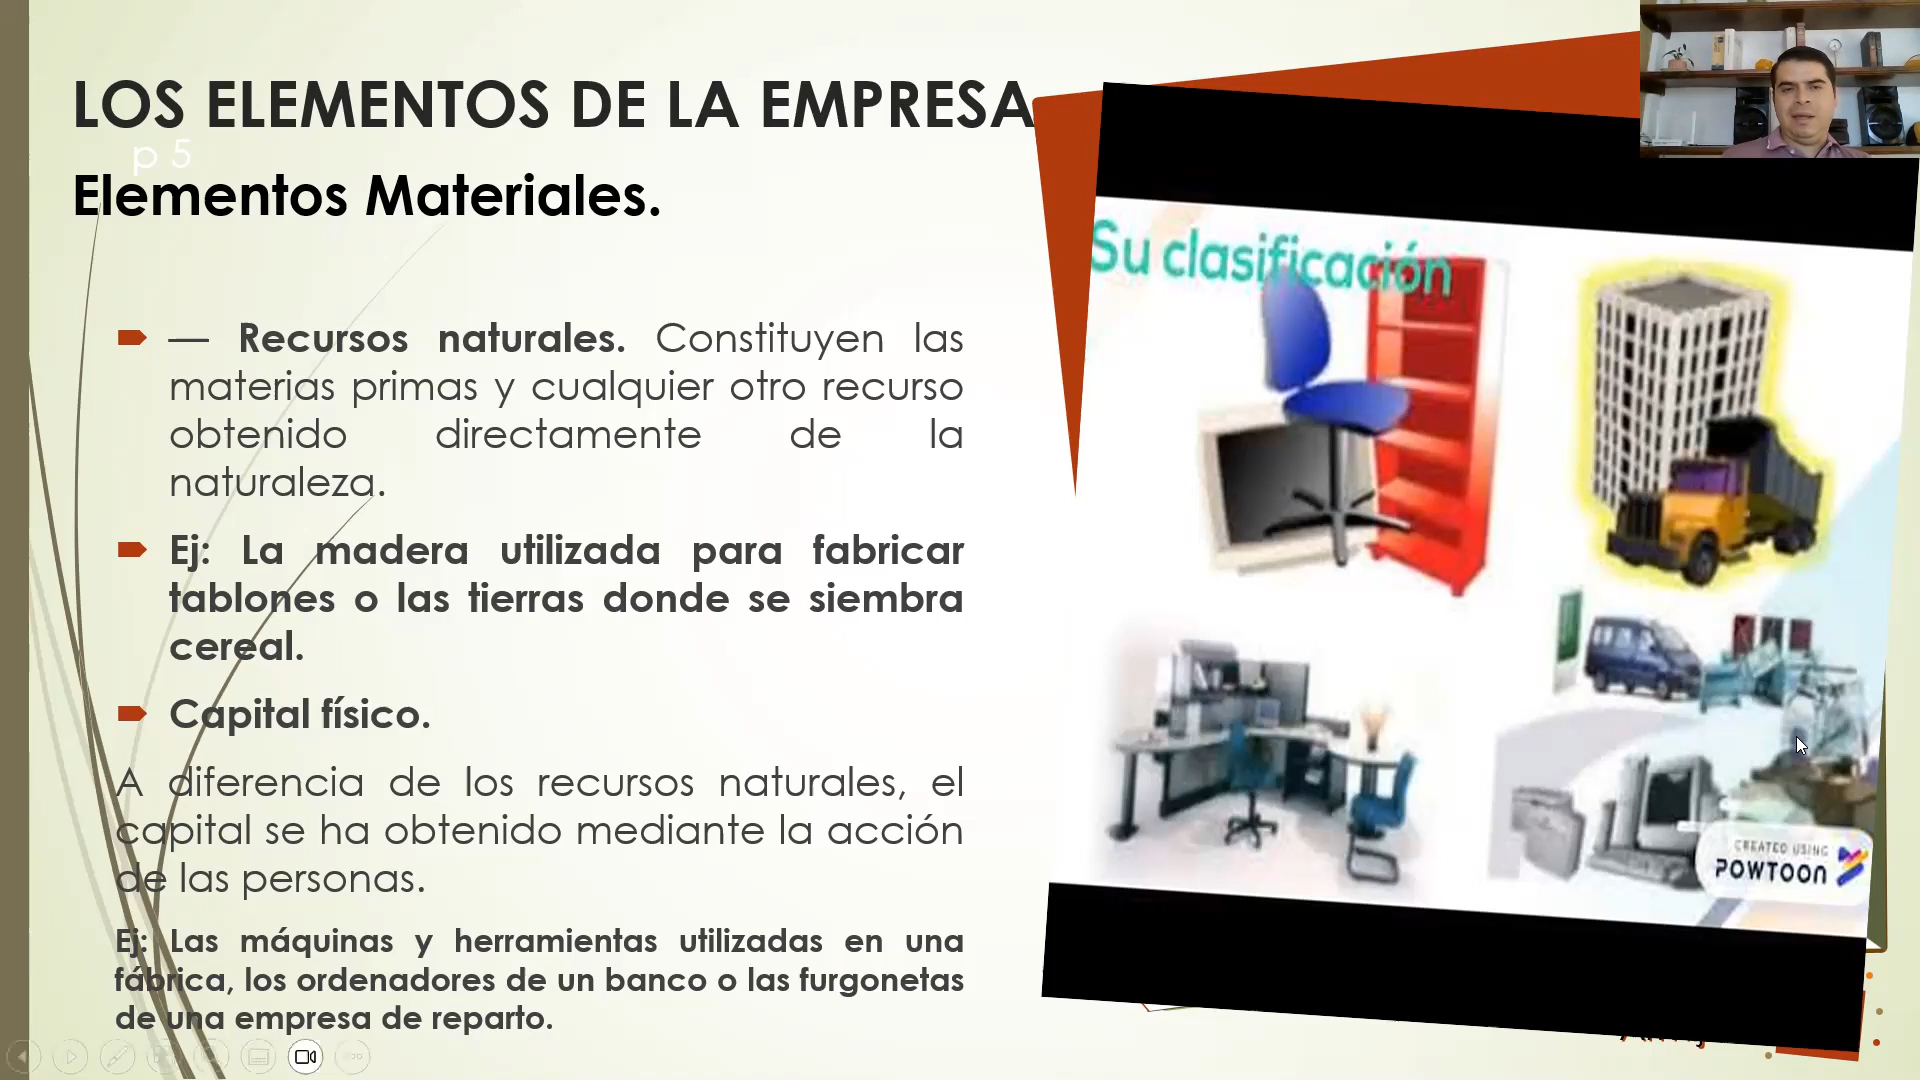 LOS ELEMENTOS DE LA EMPRESA
p 5
Elementos Materiales.
— Recursos naturales. Constituyen las
materias primas y cualquier otro recurso
obtenido directamente de la
naturaleza.
Ej: La madera utilizada para fabricar
tablones o las tierras donde se siembra
cereal.
Capital físico.
A diferencia de los recursos naturales, el
capital se ha obtenido mediante la acción
de las personas.
Ej: Las máquinas y herramientas utilizadas en una
fábrica, los ordenadores de un banco o las furgonetas
de una empresa de reparto.
Su clasificación
CREATED USING
POWTOON